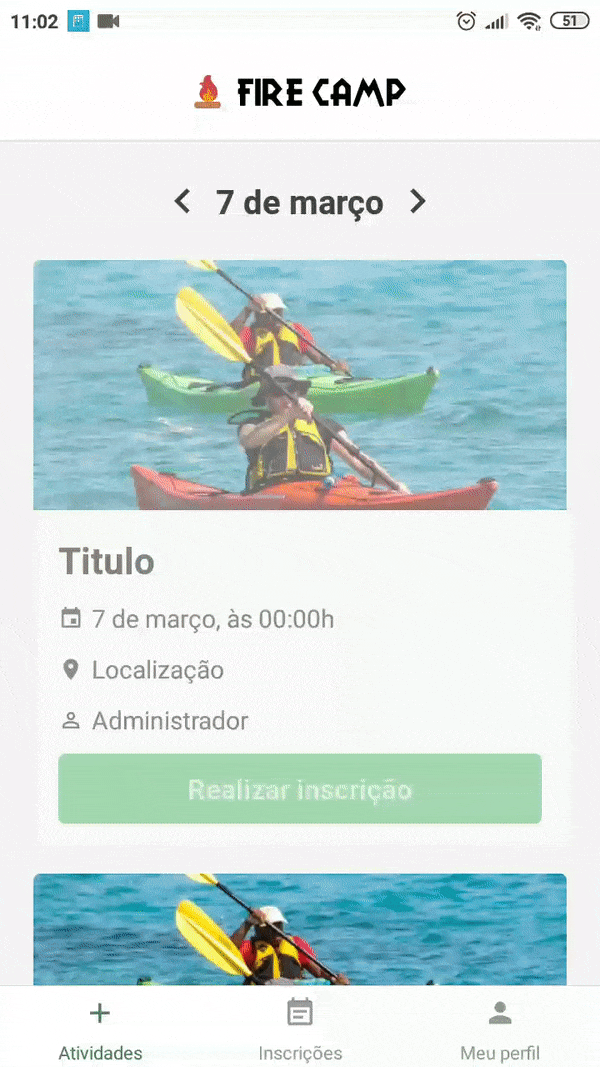 11:02 51
FIRE CAMP
7 de março
Titulo
7 de março, às 00:00h
Localização
Administrador
Realizar inscrição
Atividades Inscrições Meu perfil